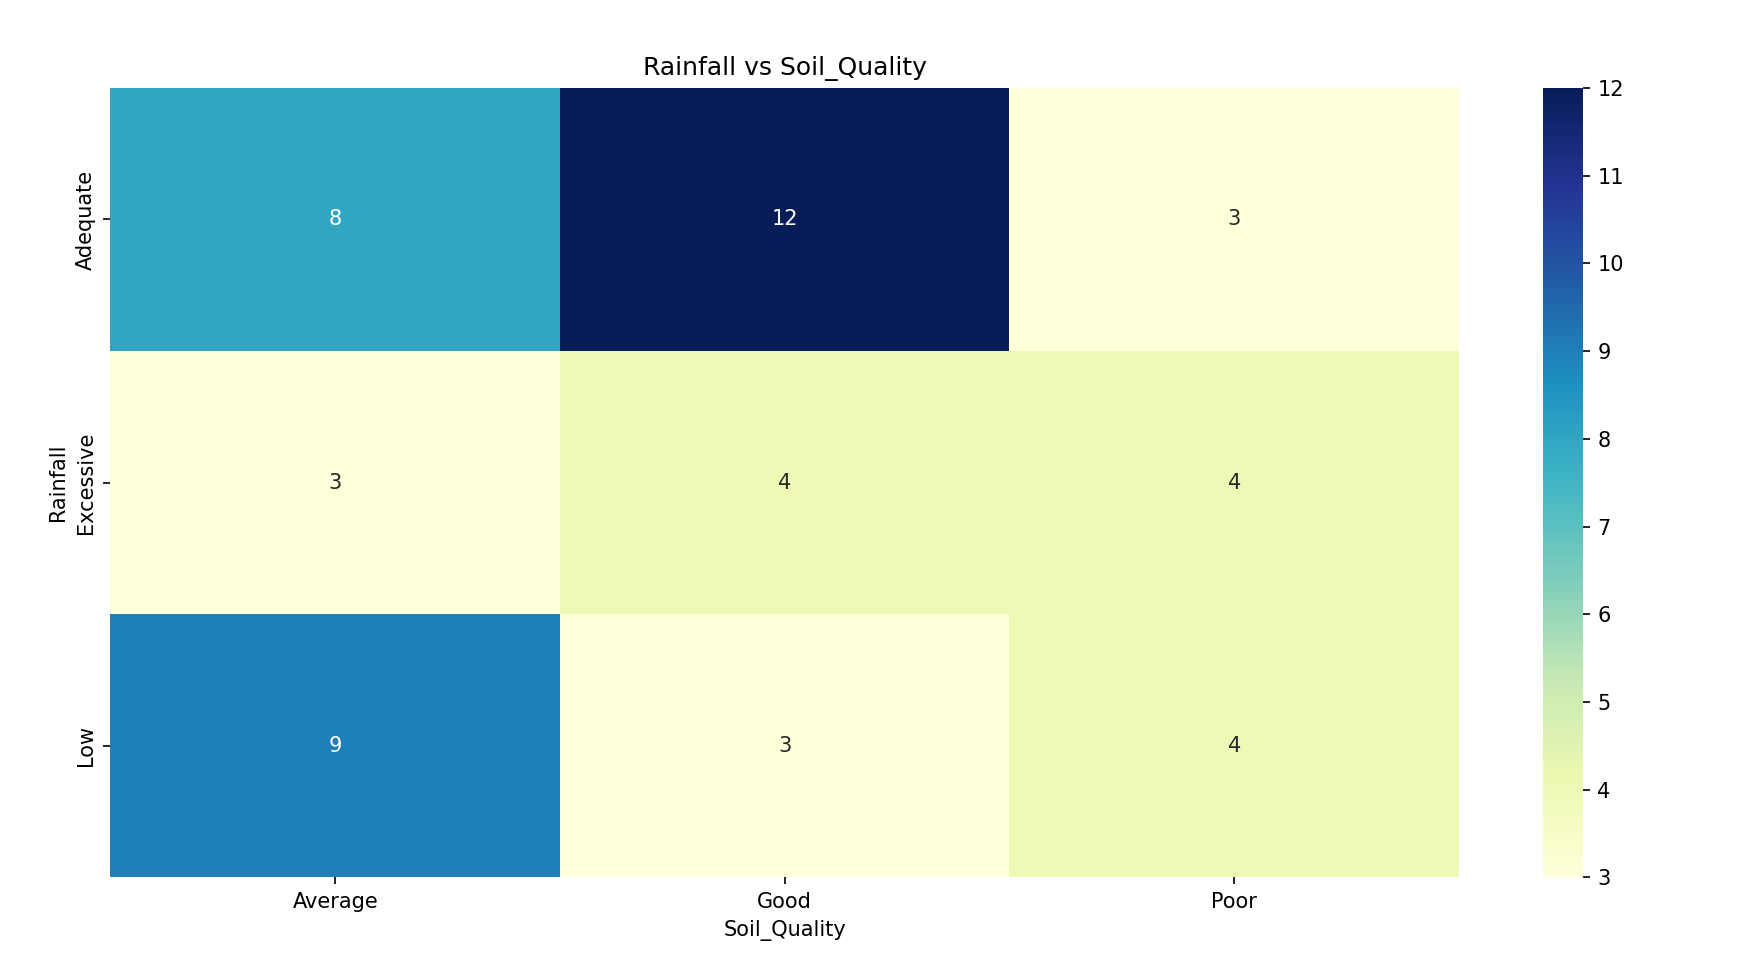 Rainfall vs Soil_Quality
Rainfall
Adequate
8
12
3
Excessive
3
4
4
Low
9
3
4
Average
Good
Poor
Soil_Quality
12
11
10
9
8
7
6
5
4
3